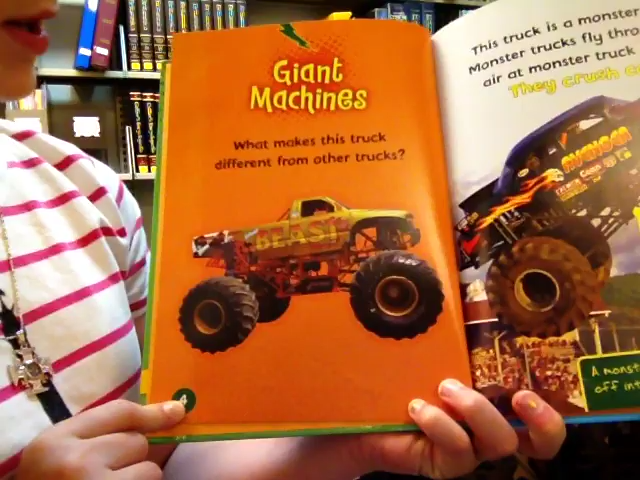 Giant
Machines
What makes this truck
different from other trucks?
BEAST
4
This truck is a monster
Monster trucks fly thro
air at monster truck
They crush c
AVENGER
A monst
off int